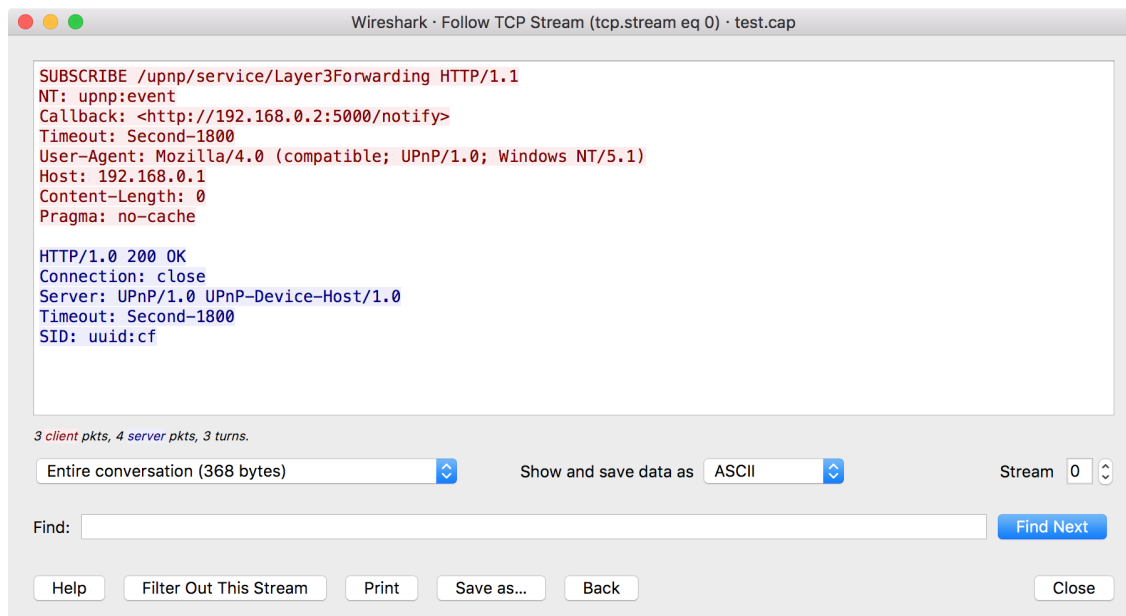 Wireshark · Follow TCP Stream (tcp.stream eq 0) · test.cap
SUBSCRIBE /upnp/service/Layer3Forwarding HTTP/1.1
NT: upnp:event
Callback: <http://192.168.0.2:5000/notify>
Timeout: Second-1800
User-Agent: Mozilla/4.0 (compatible; UPnP/1.0; Windows NT/5.1)
Host: 192.168.0.1
Content-Length: 0
Pragma: no-cache
HTTP/1.0 200 OK
Connection: close
Server: UPnP/1.0 UPnP-Device-Host/1.0
Timeout: Second-1800
SID: uuid:cf
3 client pkts, 4 server pkts, 3 turns.
Entire conversation (368 bytes) Show and save data as ASCII Stream 0
Find: Find Next
Help Filter Out This Stream Print Save as... Back Close